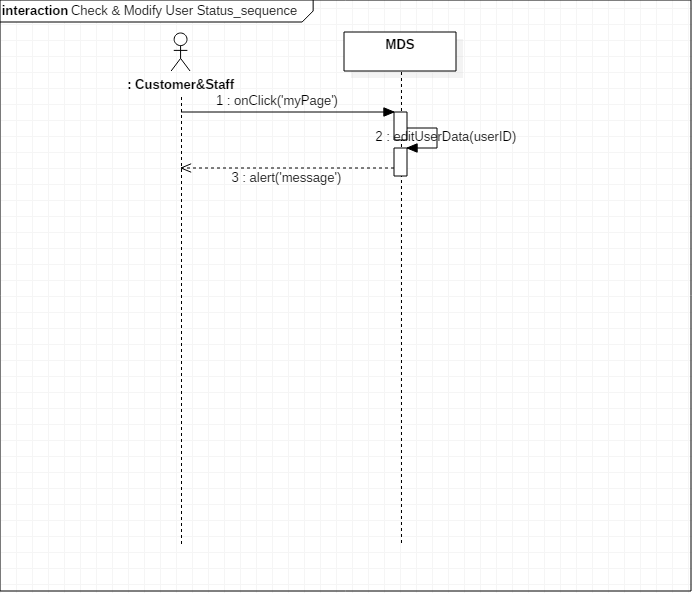 interaction Check & Modify User Status_sequence
MDS
: Customer&Staff
1 : onClick('myPage')
2 : editUserData(userID)
3 : alert('message')